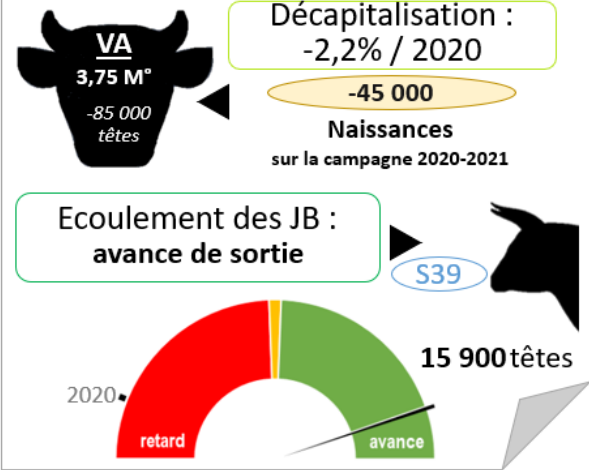 Décapitalisation :
-2,2% / 2020
VA
3,75 M°
-85 000
têtes
-45 000
Naissances
sur la campagne 2020-2021
Ecoulement des JB :
avance de sortie
S39
15 900 têtes
2020
retard
avance